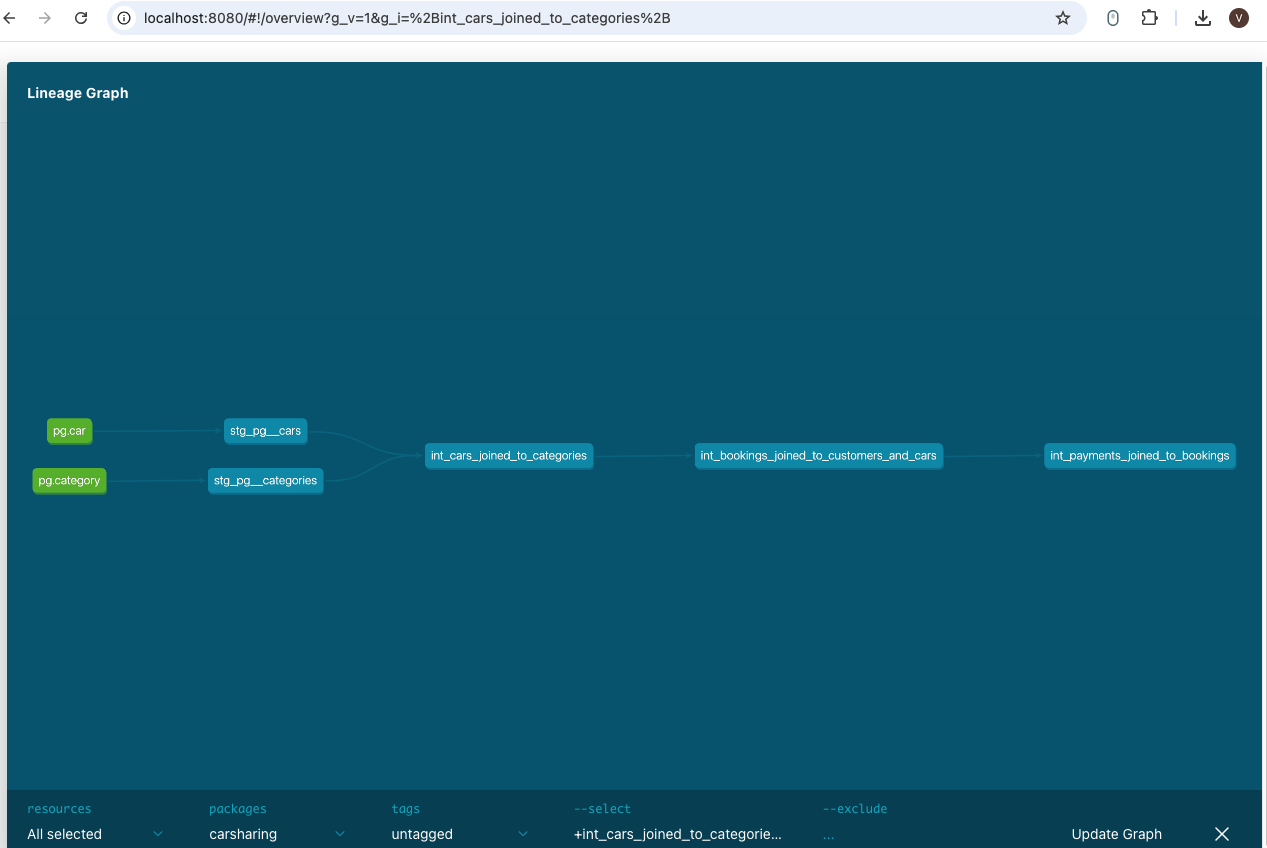 localhost:8080/#!/overview?g_v=1&g_i=%2Bint_cars_joined_to_categories%2B
V
Lineage Graph
pg.car
stg_pg__cars
int_cars_joined_to_categories
int_bookings_joined_to_customers_and_cars
int_payments_joined_to_bookings
pg.category
stg_pg__categories
resources
packages
tags
--select
--exclude
All selected
carsharing
untagged
+int_cars_joined_to_categorie...
...
Update Graph